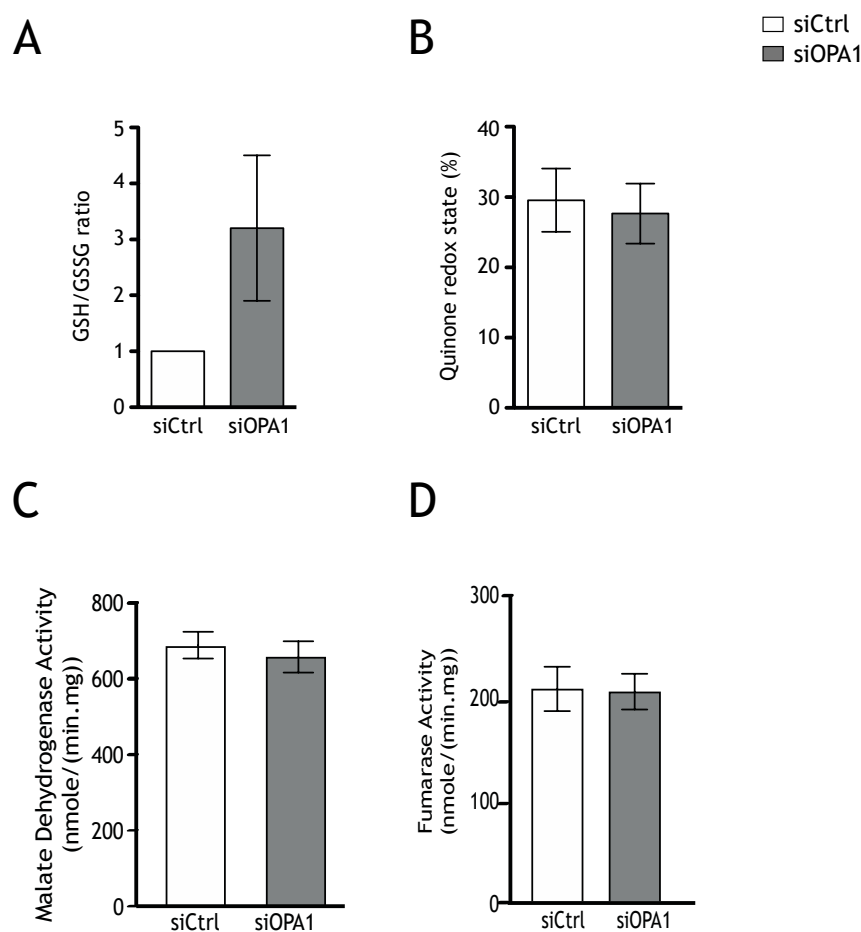 siCtrl
siOPA1
A
B
GSH/GSSG ratio
5
4
3
2
1
0
siCtrl siOPA1
Quinone redox state (%)
40
30
20
10
0
siCtrl siOPA1
C
D
Malate Dehydrogenase Activity
(nmole/(min.mg))
800
600
400
200
0
siCtrl siOPA1
Fumarase Activity
(nmole/(min.mg))
300
200
100
0
siCtrl siOPA1